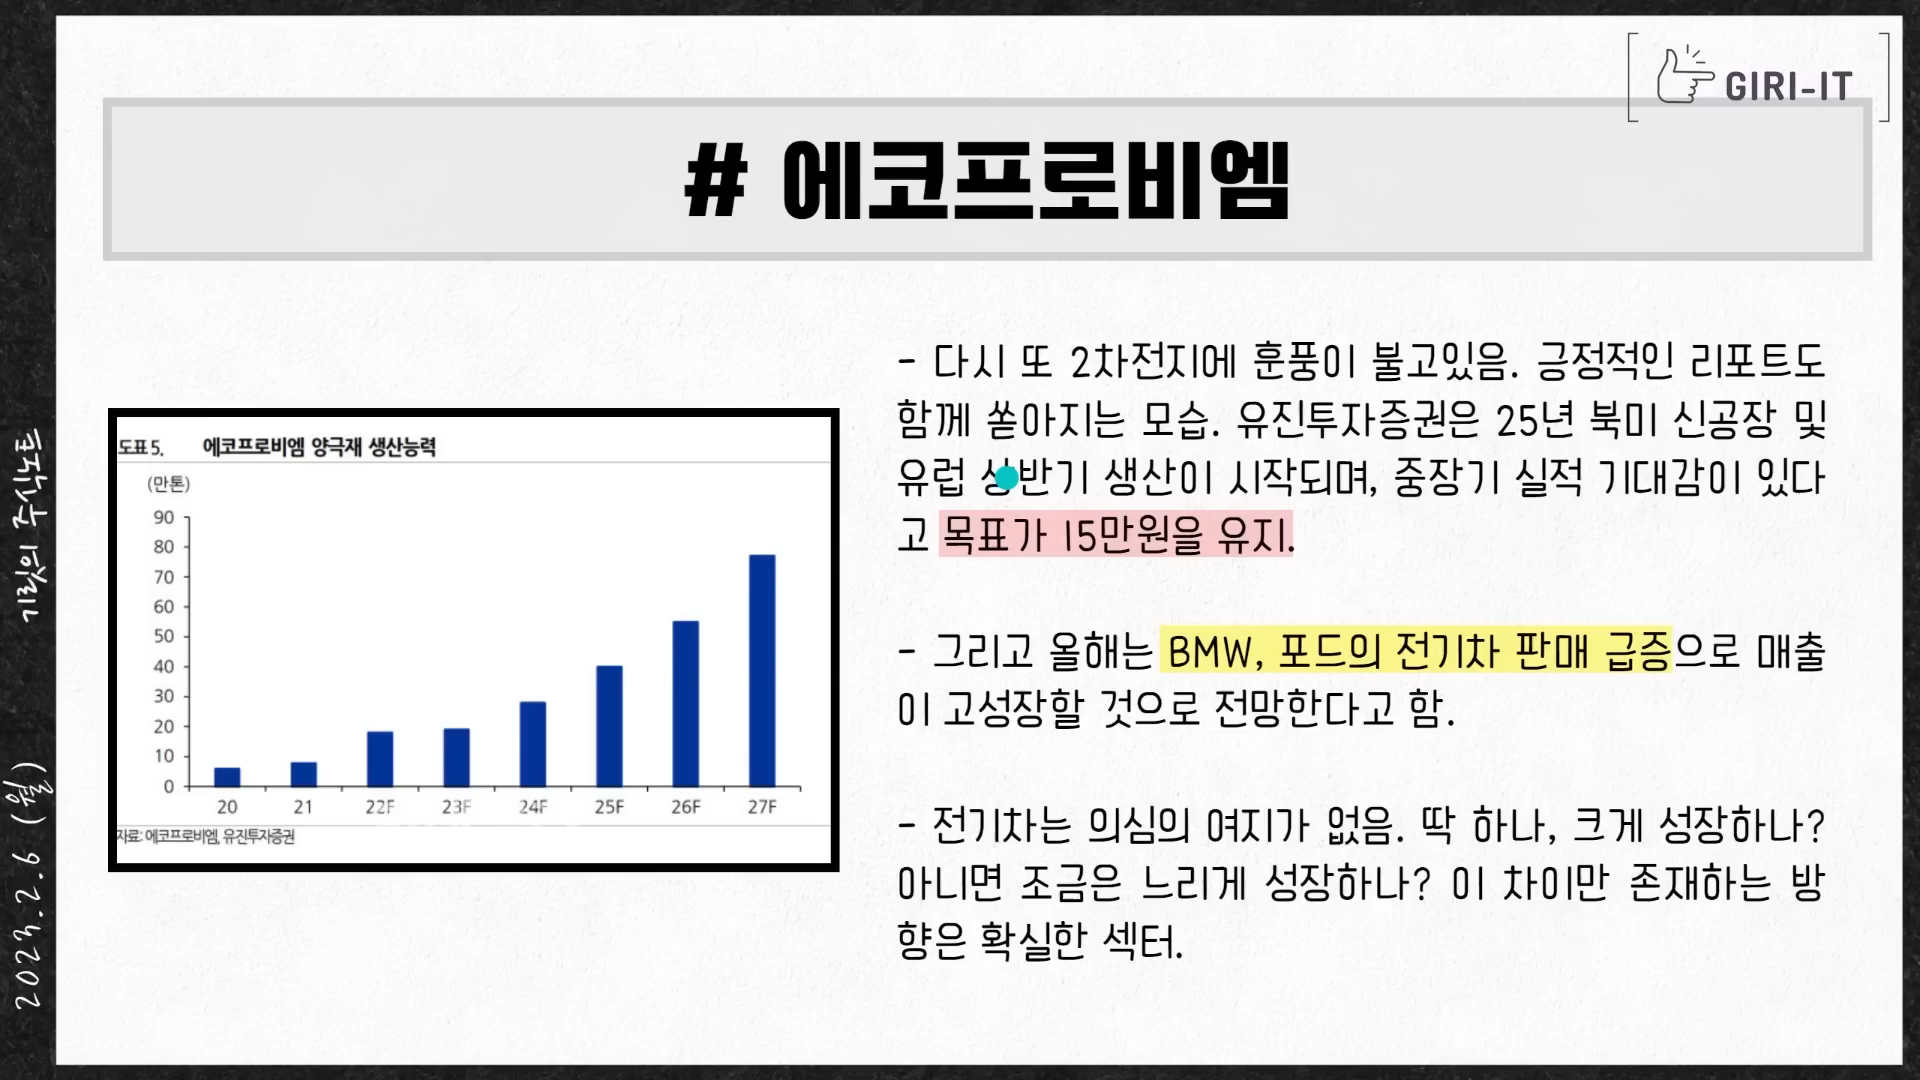 GIRI-IT
# 에코프로비엠
도표 5. 에코프로비엠 양극재 생산능력
(만톤)
90
80
70
60
50
40
30
20
10
0
20 21 22F 23F 24F 25F 26F 27F
자료: 에코프로비엠, 유진투자증권
- 다시 또 2차전지에 훈풍이 불고있음. 긍정적인 리포트도
함께 쏟아지는 모습. 유진투자증권은 25년 북미 신공장 및
유럽 상반기 생산이 시작되며, 중장기 실적 기대감이 있다
고 목표가 15만원을 유지.
- 그리고 올해는 BMW, 포드의 전기차 판매 급증으로 매출
이 고성장할 것으로 전망한다고 함.
- 전기차는 의심의 여지가 없음. 딱 하나, 크게 성장하나?
아니면 조금은 느리게 성장하나? 이 차이만 존재하는 방
향은 확실한 섹터.
기릿의 주식노트
2023.2.6 (월)